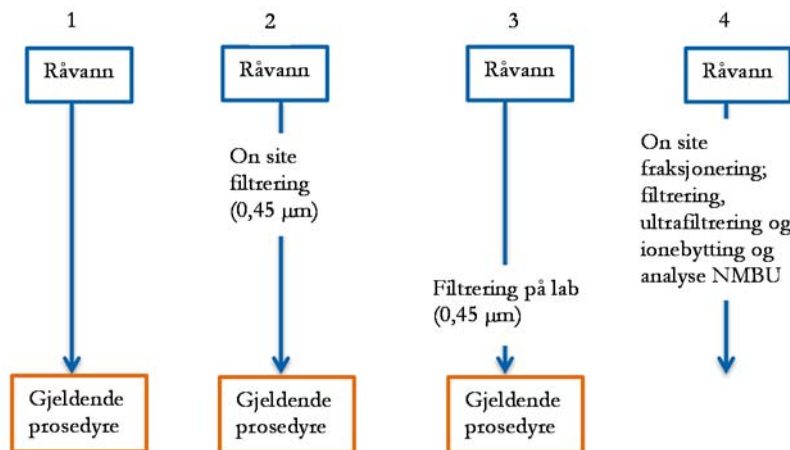 1
Råvann
Gjeldende
prosedyre
2
Råvann
On site
filtrering
(0,45 µm)
Gjeldende
prosedyre
3
Råvann
Filtrering på lab
(0,45 µm)
Gjeldende
prosedyre
4
Råvann
On site
fraksjonering;
filtrering,
ultrafiltrering og
ionebytting og
analyse NMBU